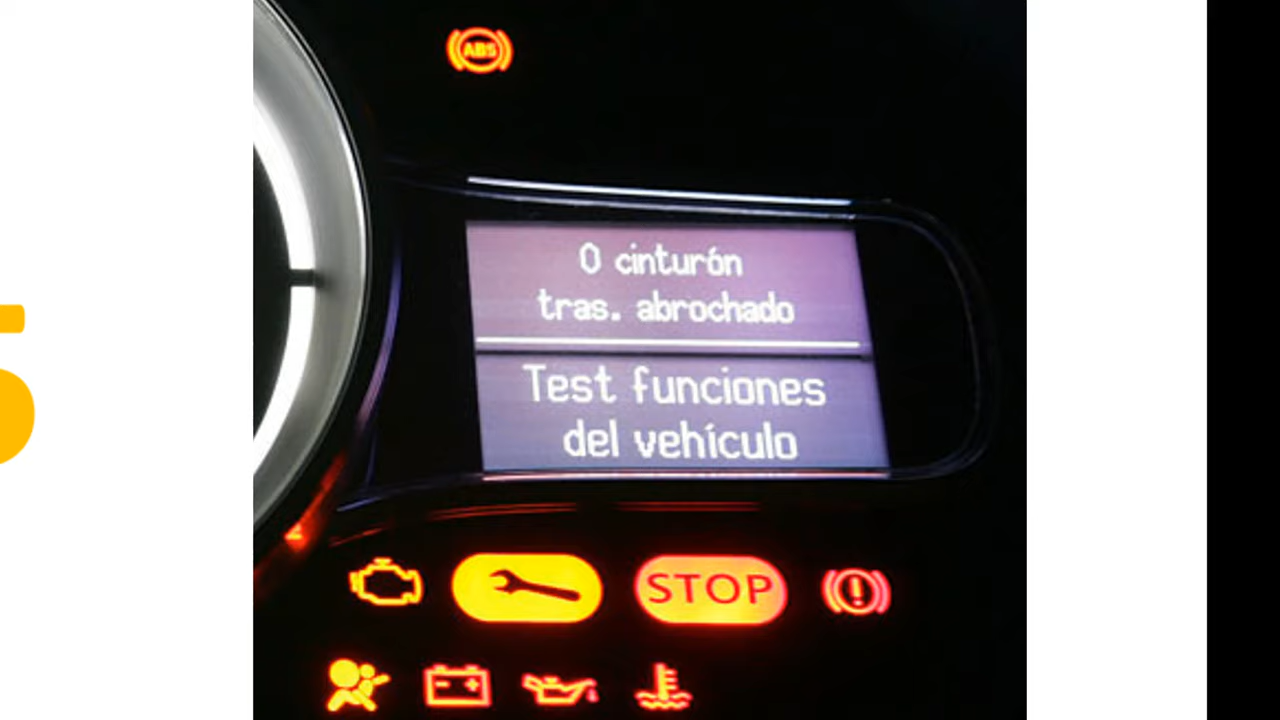 ABS
0 cinturón
tras. abrochado
Test funciones
del vehículo
STOP